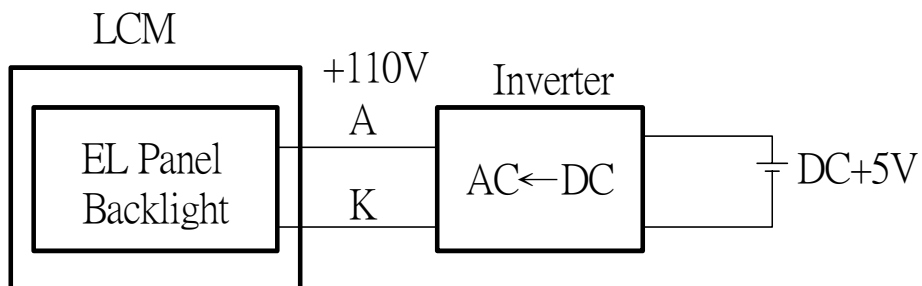 LCM
+110V
Inverter
A
EL Panel
Backlight
AC←DC
DC+5V
K